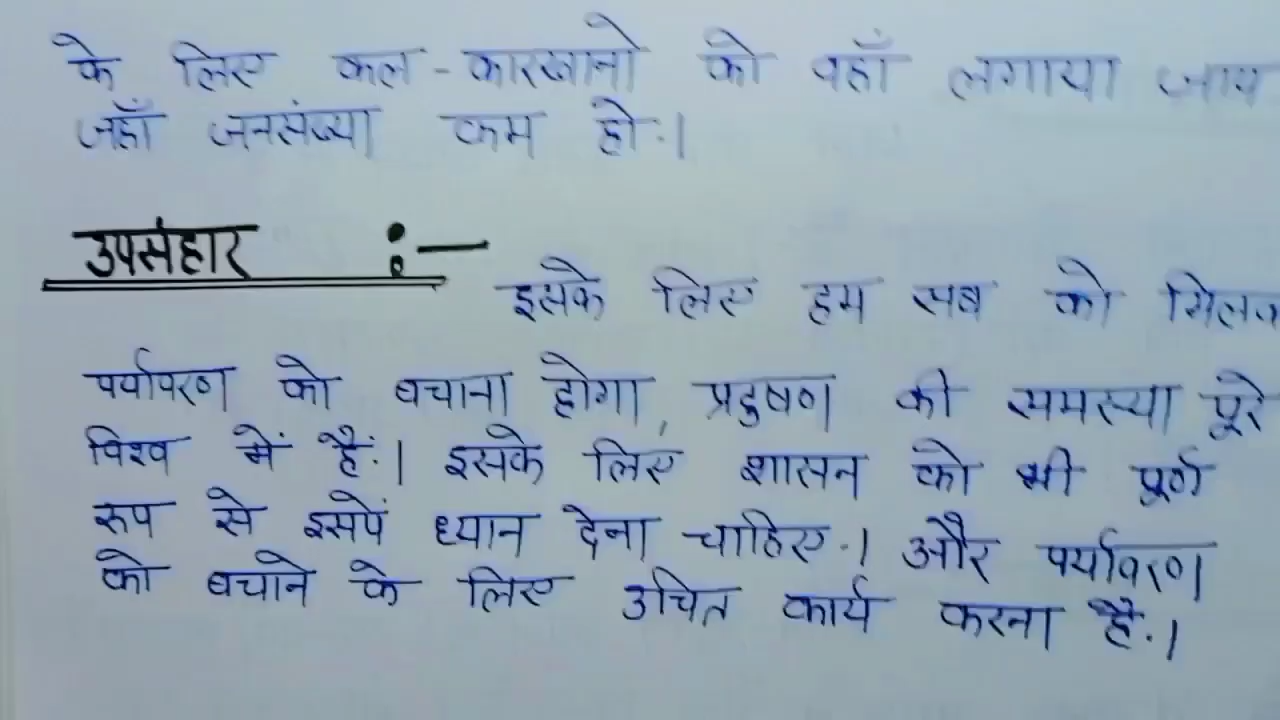 के लिए कल-कारखानो को वहाँ लगाया जाय
जहाँ जनसंख्या कम हो.।
उपसंहार :-
इसके लिए हम सब को मिलक
पर्यावरण को बचाना होगा, प्रदुषण की समस्या पूरे
विश्व में हैं.। इसके लिए शासन को भी पूर्ण
रूप से इसपें ध्यान देना चाहिए.। और पर्यावरण
को बचाने के लिए उचित कार्य करना है.।